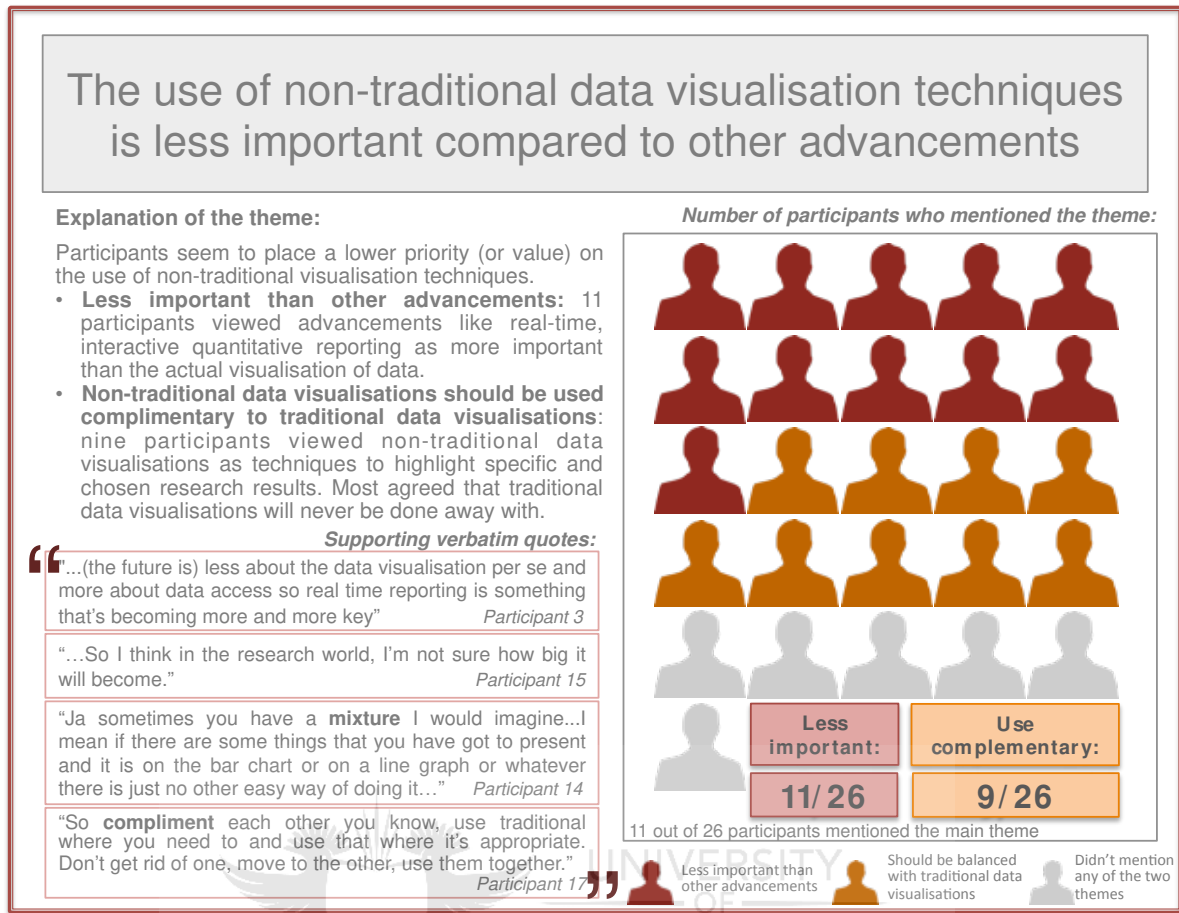 The use of non-traditional data visualisation techniques
is less important compared to other advancements
Explanation of the theme:
Participants seem to place a lower priority (or value) on
the use of non-traditional visualisation techniques.
• Less important than other advancements: 11
participants viewed advancements like real-time,
interactive quantitative reporting as more important
than the actual visualisation of data.
• Non-traditional data visualisations should be used
complimentary to traditional data visualisations:
nine participants viewed non-traditional data
visualisations as techniques to highlight specific and
chosen research results. Most agreed that traditional
data visualisations will never be done away with.
Supporting verbatim quotes:
“
"...(the future is) less about the data visualisation per se and
more about data access so real time reporting is something
that's becoming more and more key” Participant 3
“…So I think in the research world, I'm not sure how big it
will become.” Participant 15
“Ja sometimes you have a mixture I would imagine...I
mean if there are some things that you have got to present
and it is on the bar chart or on a line graph or whatever
there is just no other easy way of doing it…” Participant 14
“So compliment each other you know, use traditional
where you need to and use that where it's appropriate.
Don't get rid of one, move to the other, use them together.”
Participant 17
”
Number of participants who mentioned the theme:
Less
important:
11/26
Use
complementary:
9/26
11 out of 26 participants mentioned the main theme
Less important than
other advancements
Should be balanced
with traditional data
visualisations
Didn't mention
any of the two
themes
UNIVERSITY
OF